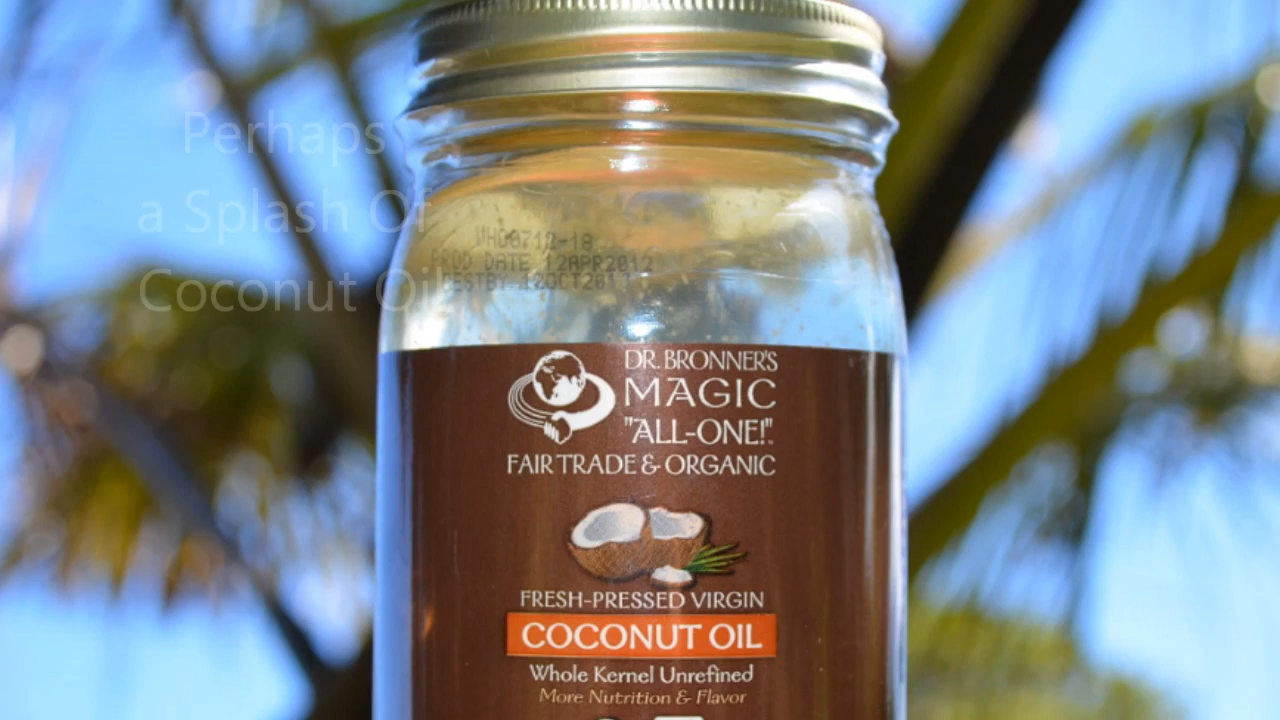 Perhaps
a Splash Of
Coconut Oil
PROD DATE 12APR2012
DR. BRONNER'S
MAGIC
"ALL-ONE!"
FAIR TRADE & ORGANIC
FRESH-PRESSED VIRGIN
COCONUT OIL
Whole Kernel Unrefined
More Nutrition & Flavor